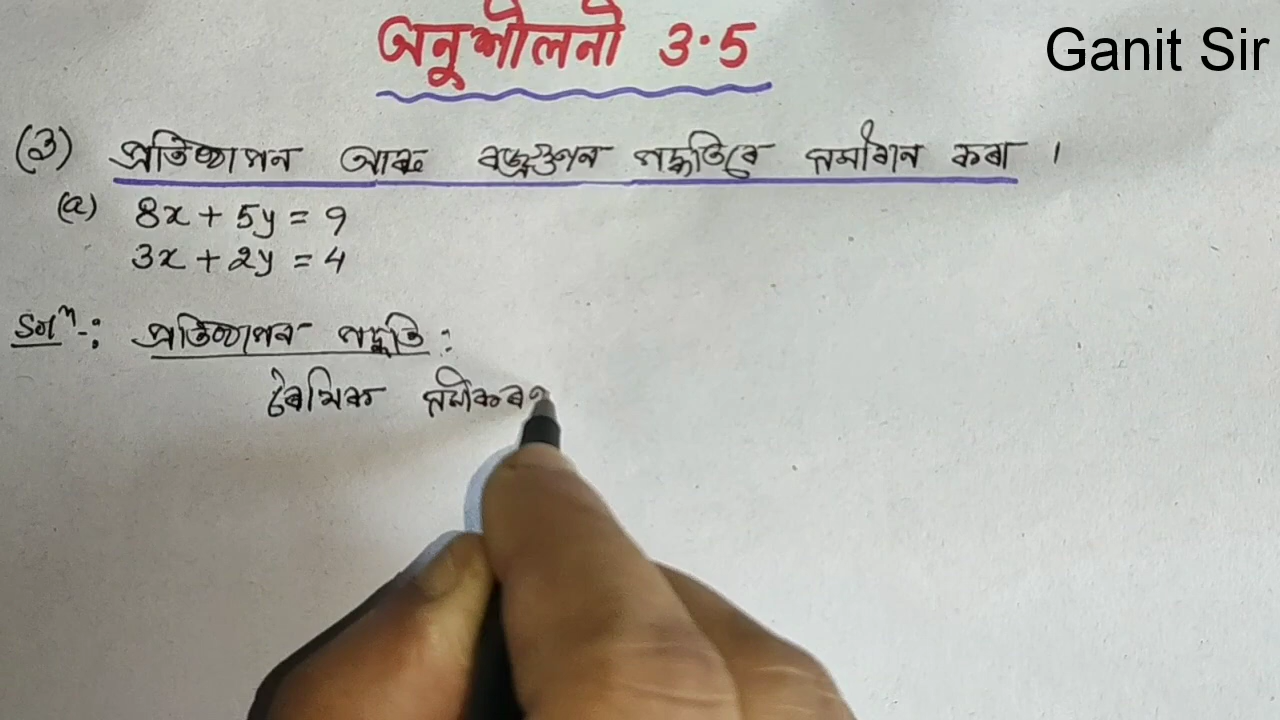 অনুশীলনী 3.5
Ganit Sir
(3) প্ৰতিস্থাপন আৰু বজ্ৰগুণন পদ্ধতিৰে সমাধান কৰা ।
(a) 8x + 5y = 9
3x + 2y = 4
Solⁿ-: প্ৰতিস্থাপন পদ্ধতি :
ৰৈখিক সমীকৰণ